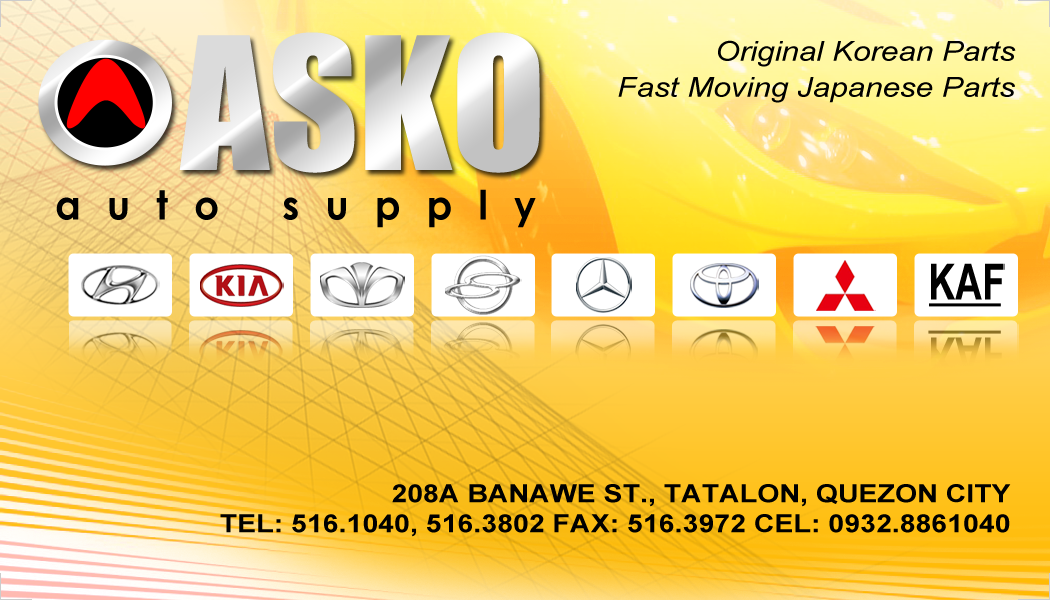 ASKO
auto supply
Original Korean Parts
Fast Moving Japanese Parts
KIA
KAF
208A BANAWE ST., TATALON, QUEZON CITY
TEL: 516.1040, 516.3802 FAX: 516.3972 CEL: 0932.8861040